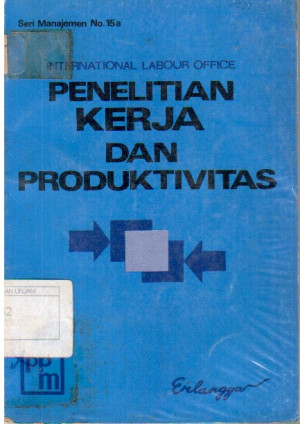 Seri Manajemen No.15a
INTERNATIONAL LABOUR OFFICE
PENELITIAN
KERJA
DAN
PRODUKTIVITAS
ppm
Erlangga